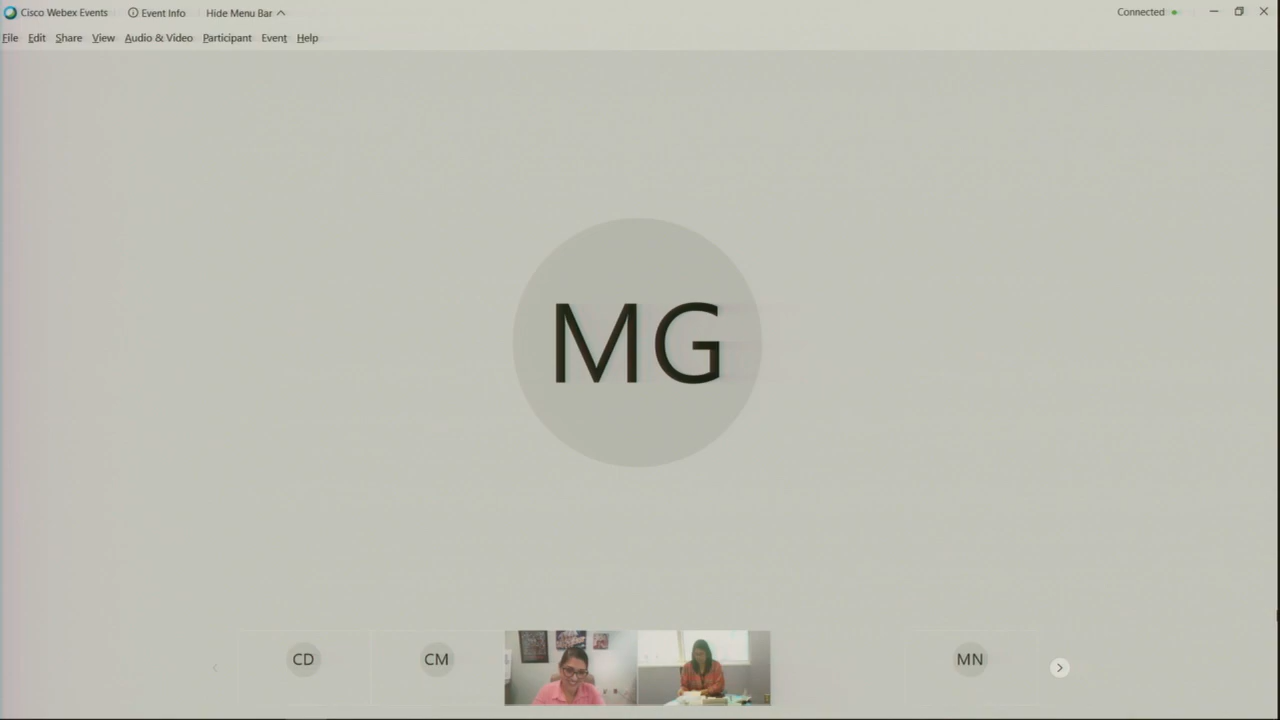 Cisco Webex Events Event Info Hide Menu Bar Connected
File Edit Share View Audio & Video Participant Event Help
MG
CD CM MN